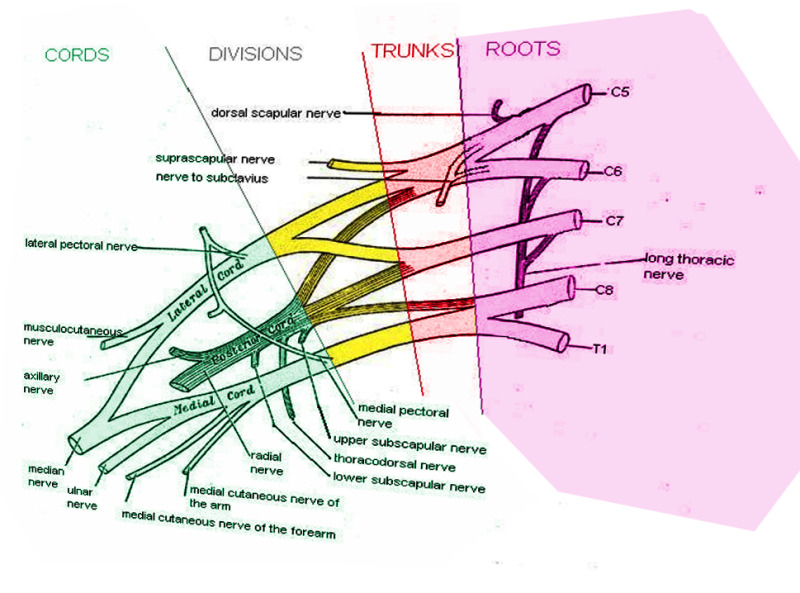 CORDS
DIVISIONS
TRUNKS
ROOTS
dorsal scapular nerve
C5
suprascapular nerve
nerve to subclavius
C6
C7
lateral pectoral nerve
Lateral Cord
long thoracic
nerve
C8
musculocutaneous
nerve
Posterior Cord
T1
axillary
nerve
Medial Cord
medial pectoral
nerve
upper subscapular nerve
radial
nerve
thoracodorsal nerve
lower subscapular nerve
median
nerve
ulnar
nerve
medial cutaneous nerve of
the arm
medial cutaneous nerve of the forearm